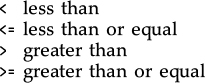 < less than
<= less than or equal
> greater than
>= greater than or equal